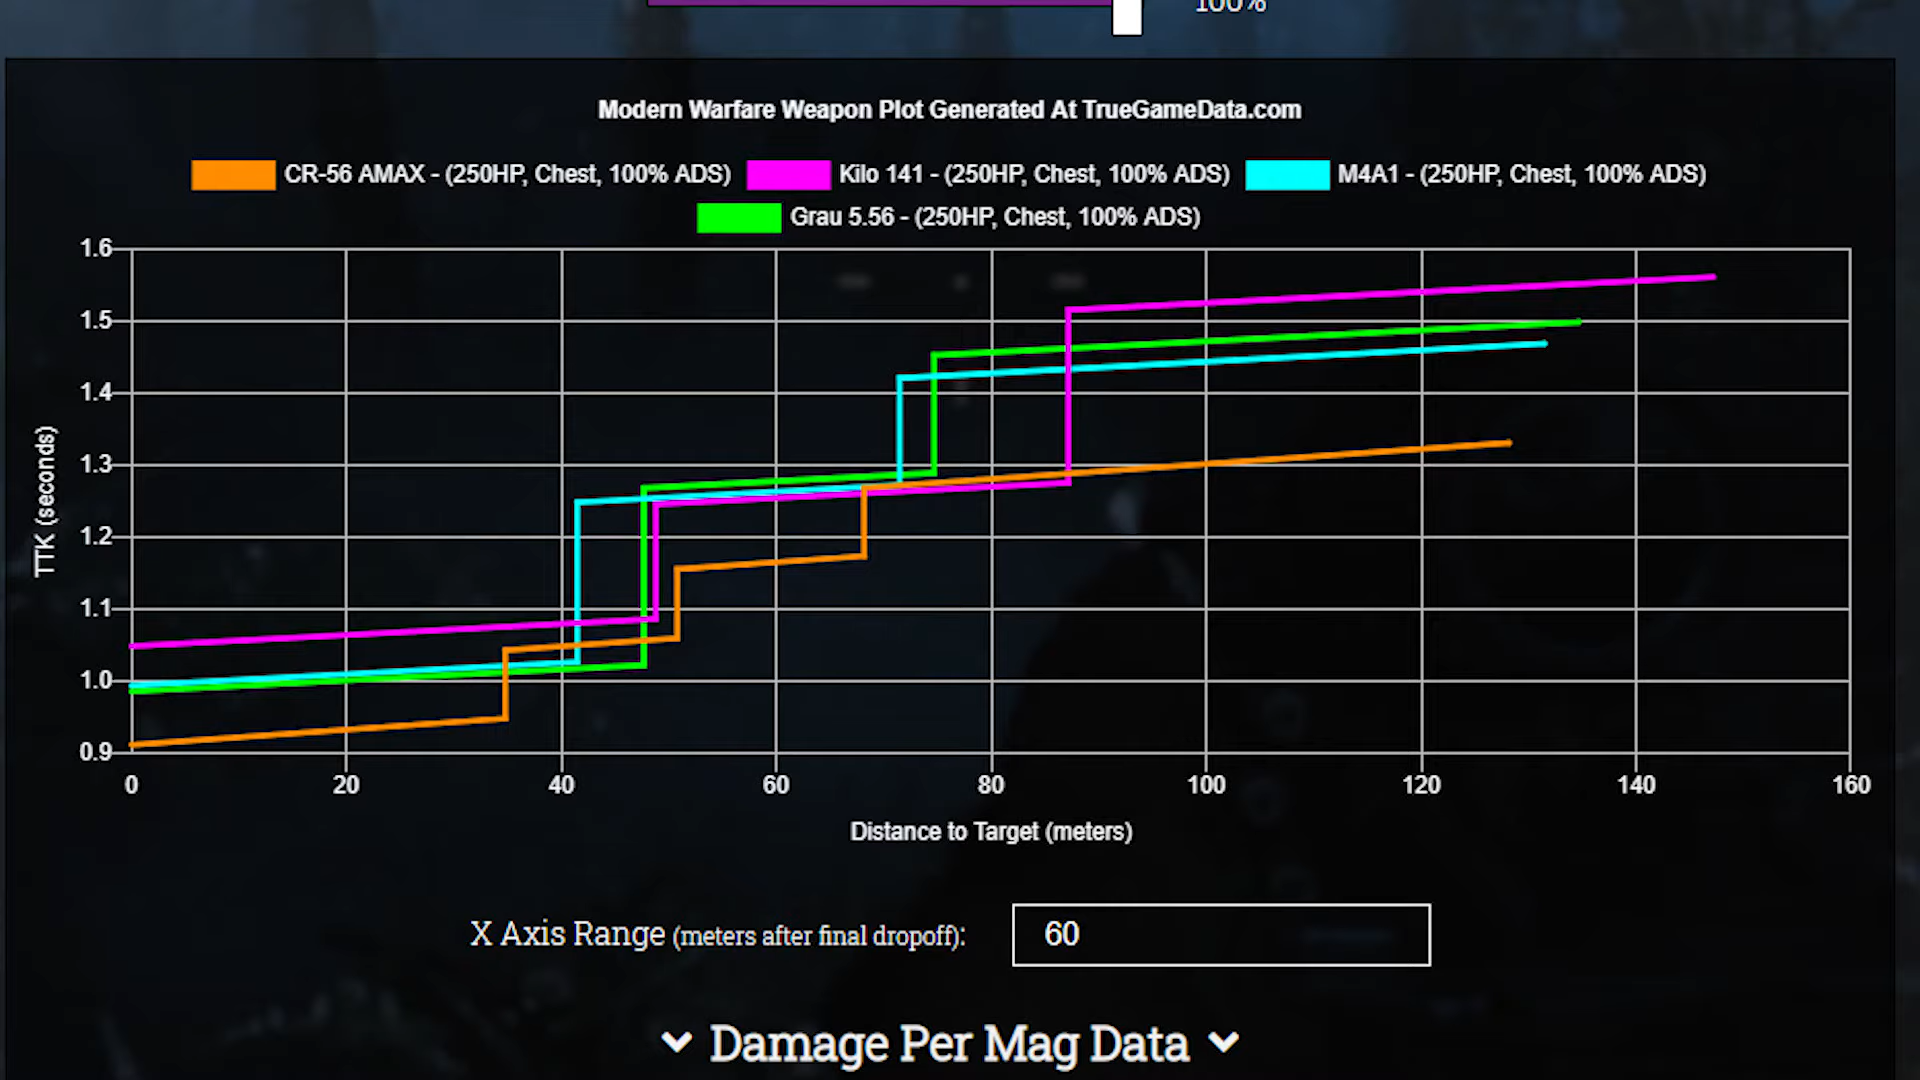 100%
Modern Warfare Weapon Plot Generated At TrueGameData.com
CR-56 AMAX - (250HP, Chest, 100% ADS) Kilo 141 - (250HP, Chest, 100% ADS) M4A1 - (250HP, Chest, 100% ADS)
Grau 5.56 - (250HP, Chest, 100% ADS)
1.6
1.5
1.4
1.3
1.2
1.1
1.0
0.9
TTK (seconds)
0 20 40 60 80 100 120 140 160
Distance to Target (meters)
X Axis Range (meters after final dropoff): 60
Damage Per Mag Data